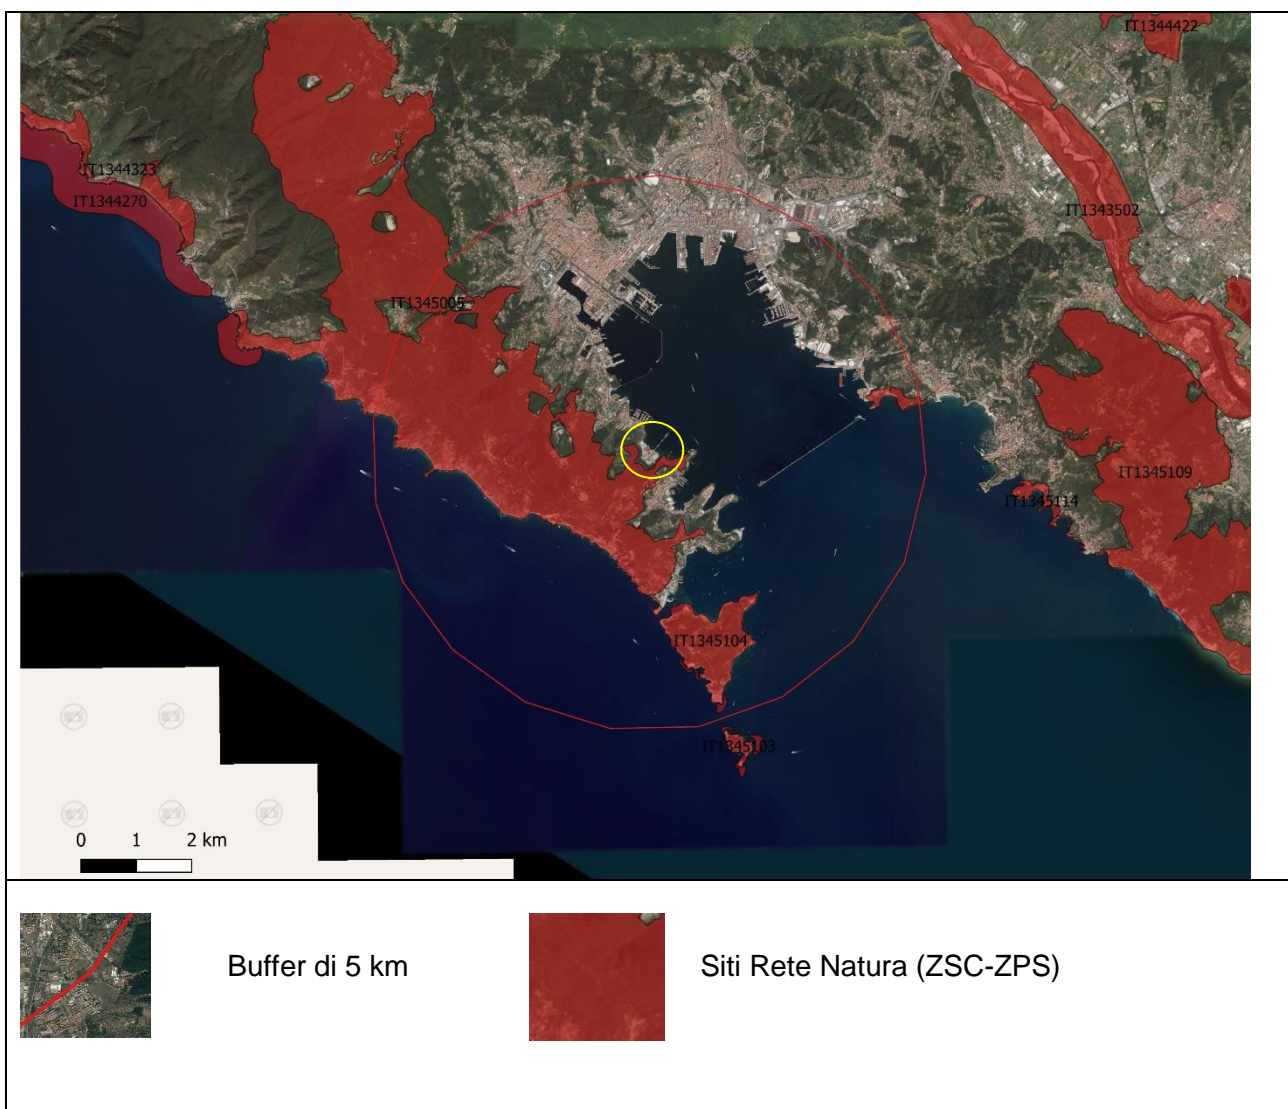 IT1344422
IT1344323
IT1344270
IT1343502
IT1345005
IT1345109
IT1345114
IT1345104
IT1345103
0 1 2 km
Buffer di 5 km
Siti Rete Natura (ZSC-ZPS)